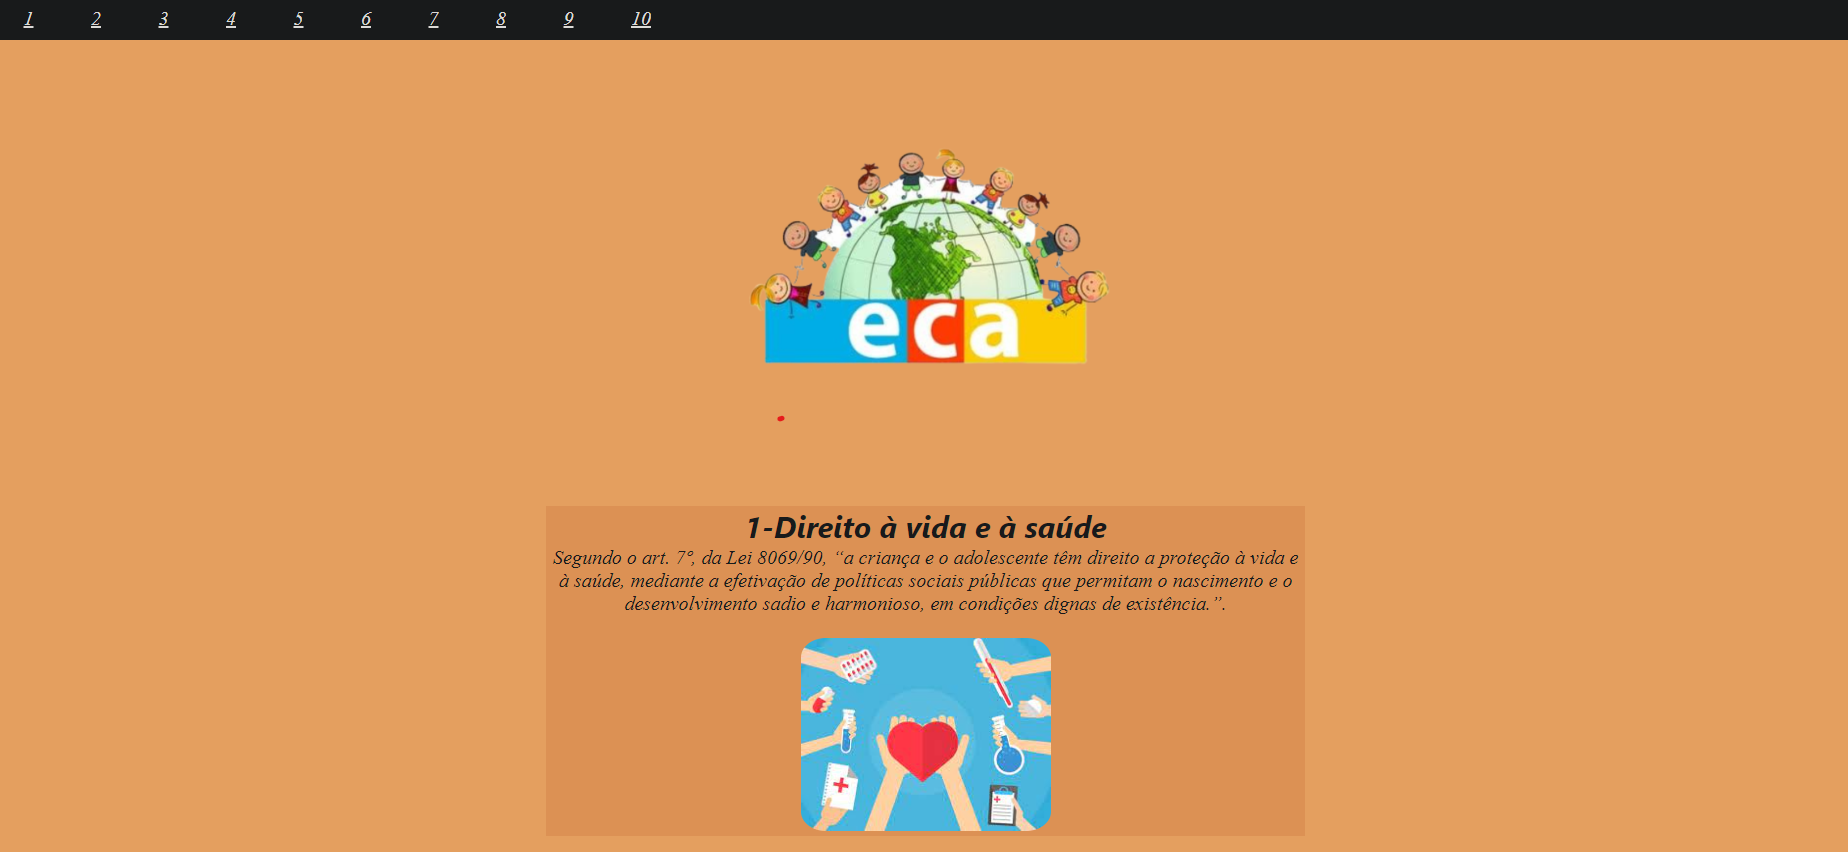 1 2 3 4 5 6 7 8 9 10
eca
1-Direito à vida e à saúde
Segundo o art. 7°, da Lei 8069/90, “a criança e o adolescente têm direito a proteção à vida e
à saúde, mediante a efetivação de políticas sociais públicas que permitam o nascimento e o
desenvolvimento sadio e harmonioso, em condições dignas de existência.”.